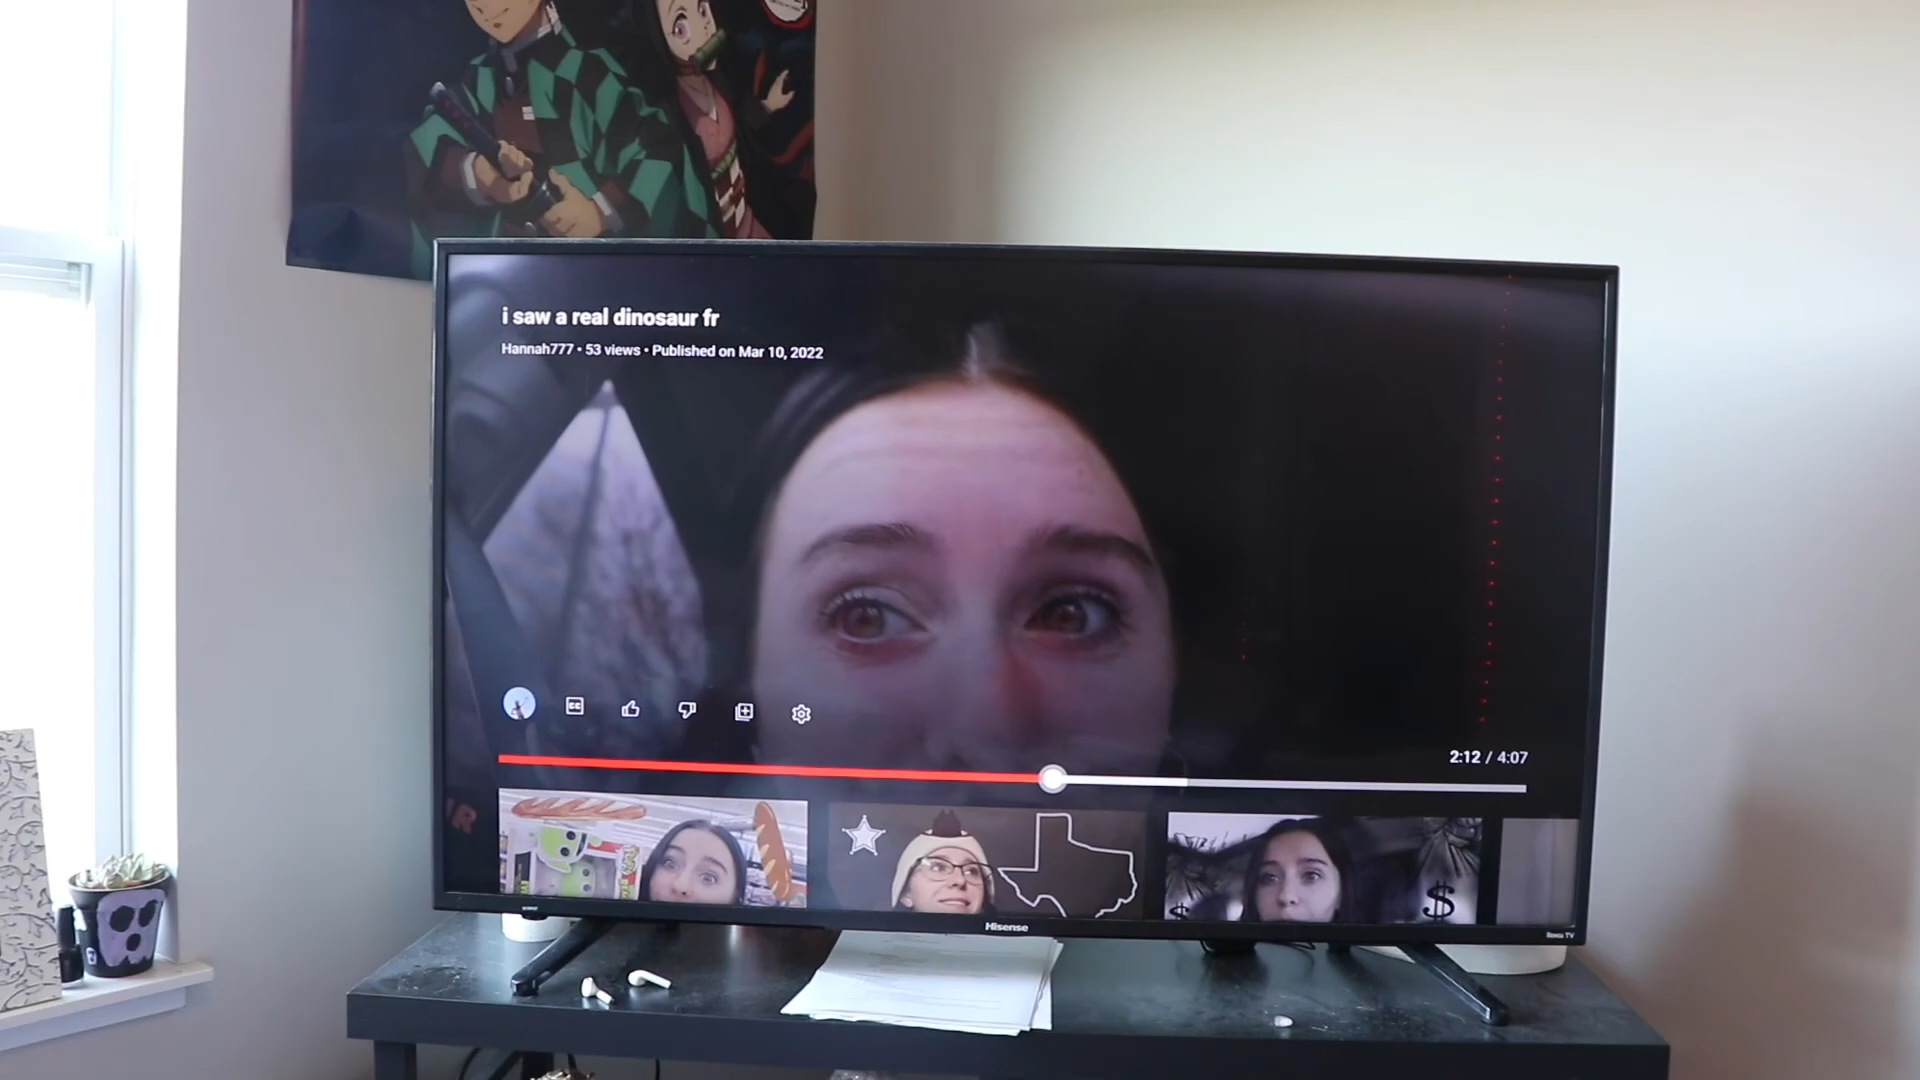 i saw a real dinosaur fr
Hannah777 • 53 views • Published on Mar 10, 2022
CC
2:12 / 4:07
$
$
Hisense
Roku TV